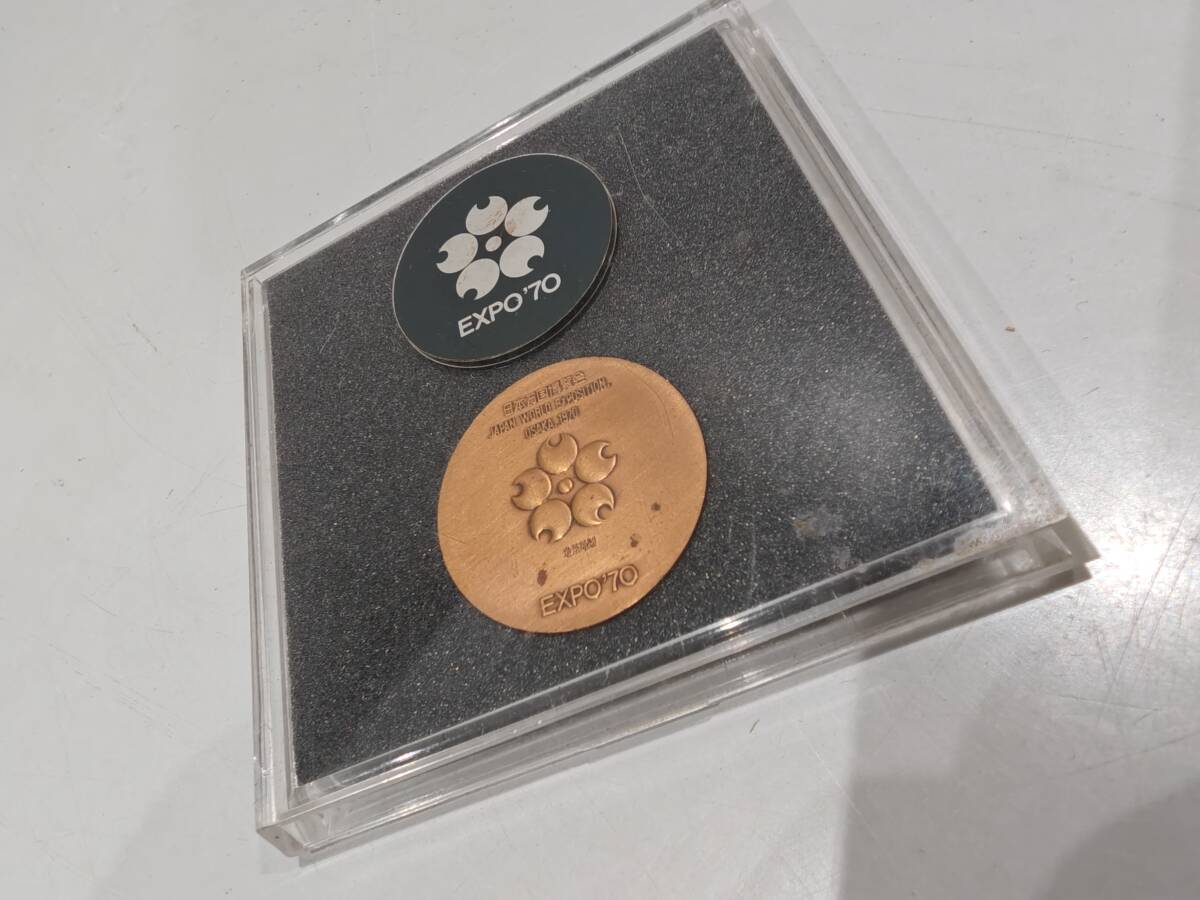 EXPO'70
日本万国博覧会
JAPAN WORLD EXPOSITION,
OSAKA, 1970
EXPO'70